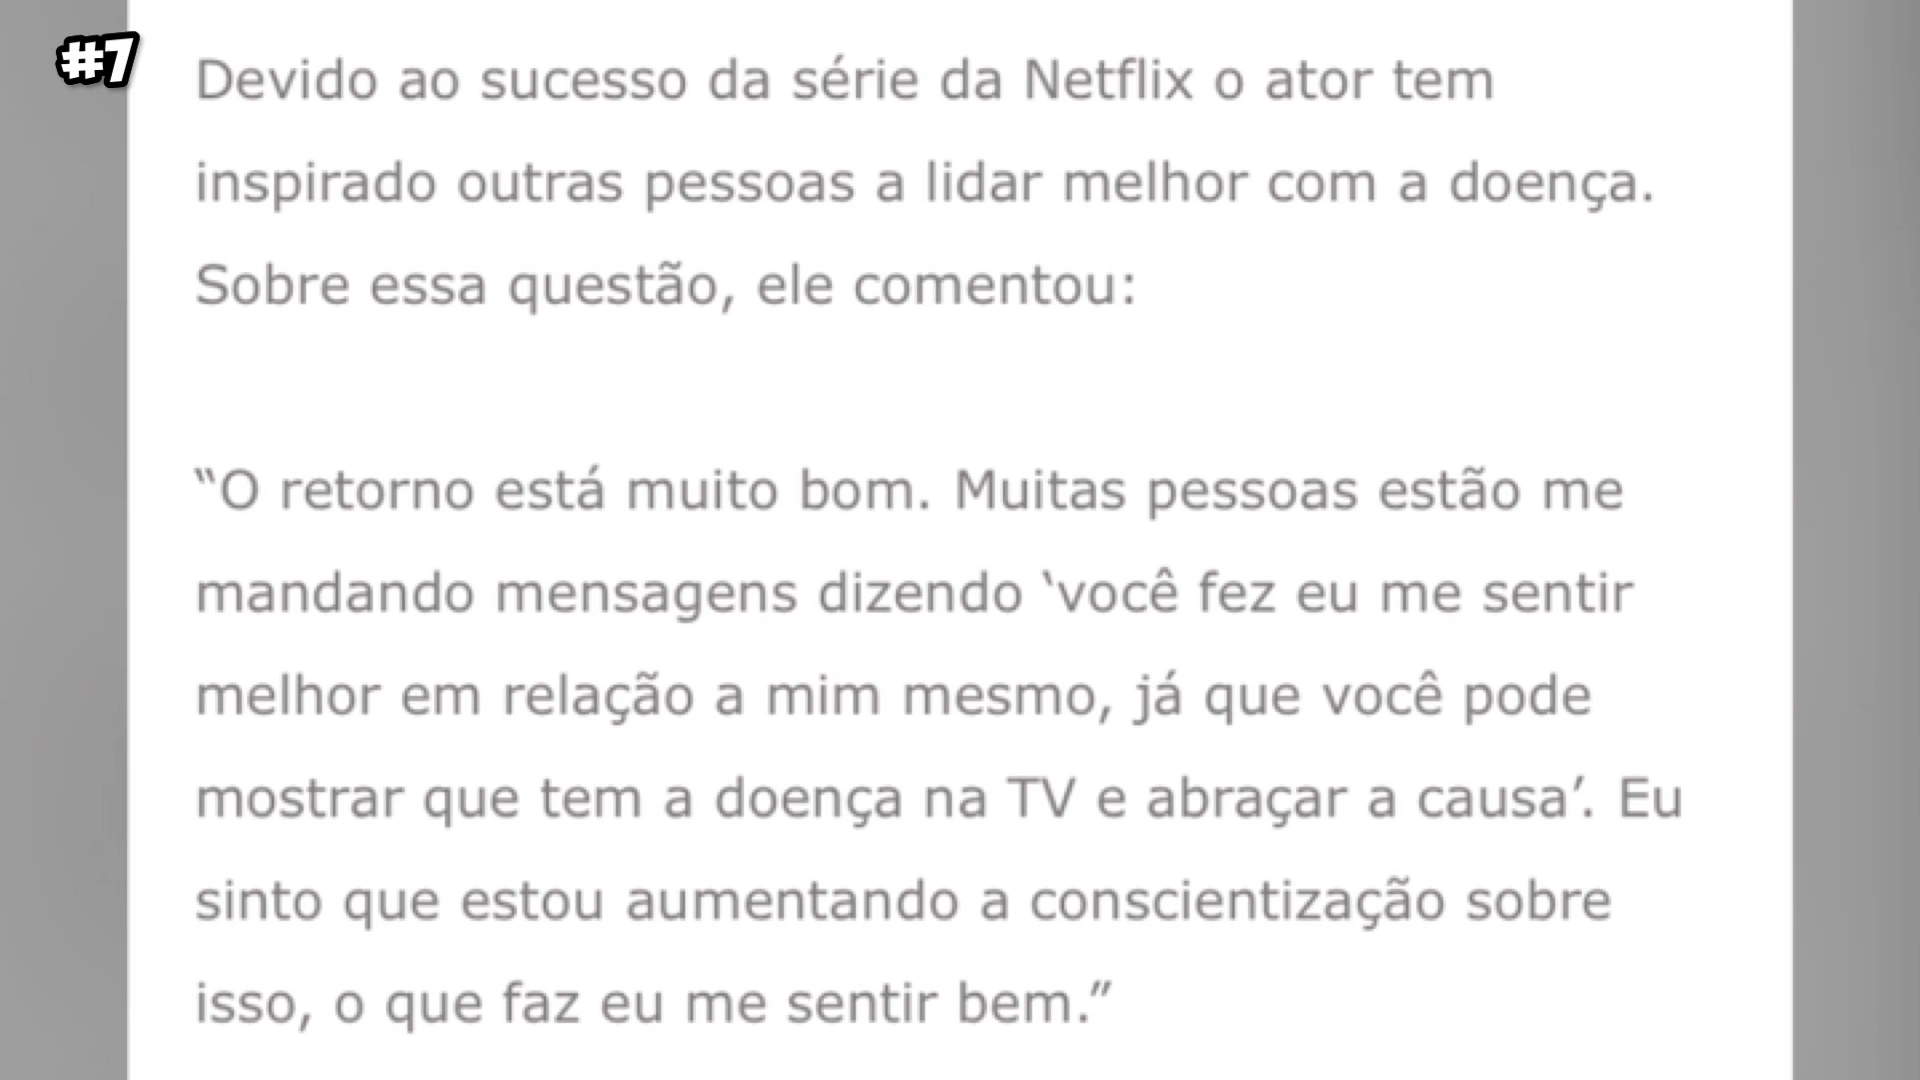 #7
Devido ao sucesso da série da Netflix o ator tem
inspirado outras pessoas a lidar melhor com a doença.
Sobre essa questão, ele comentou:
“O retorno está muito bom. Muitas pessoas estão me
mandando mensagens dizendo ‘você fez eu me sentir
melhor em relação a mim mesmo, já que você pode
mostrar que tem a doença na TV e abraçar a causa’. Eu
sinto que estou aumentando a conscientização sobre
isso, o que faz eu me sentir bem.”